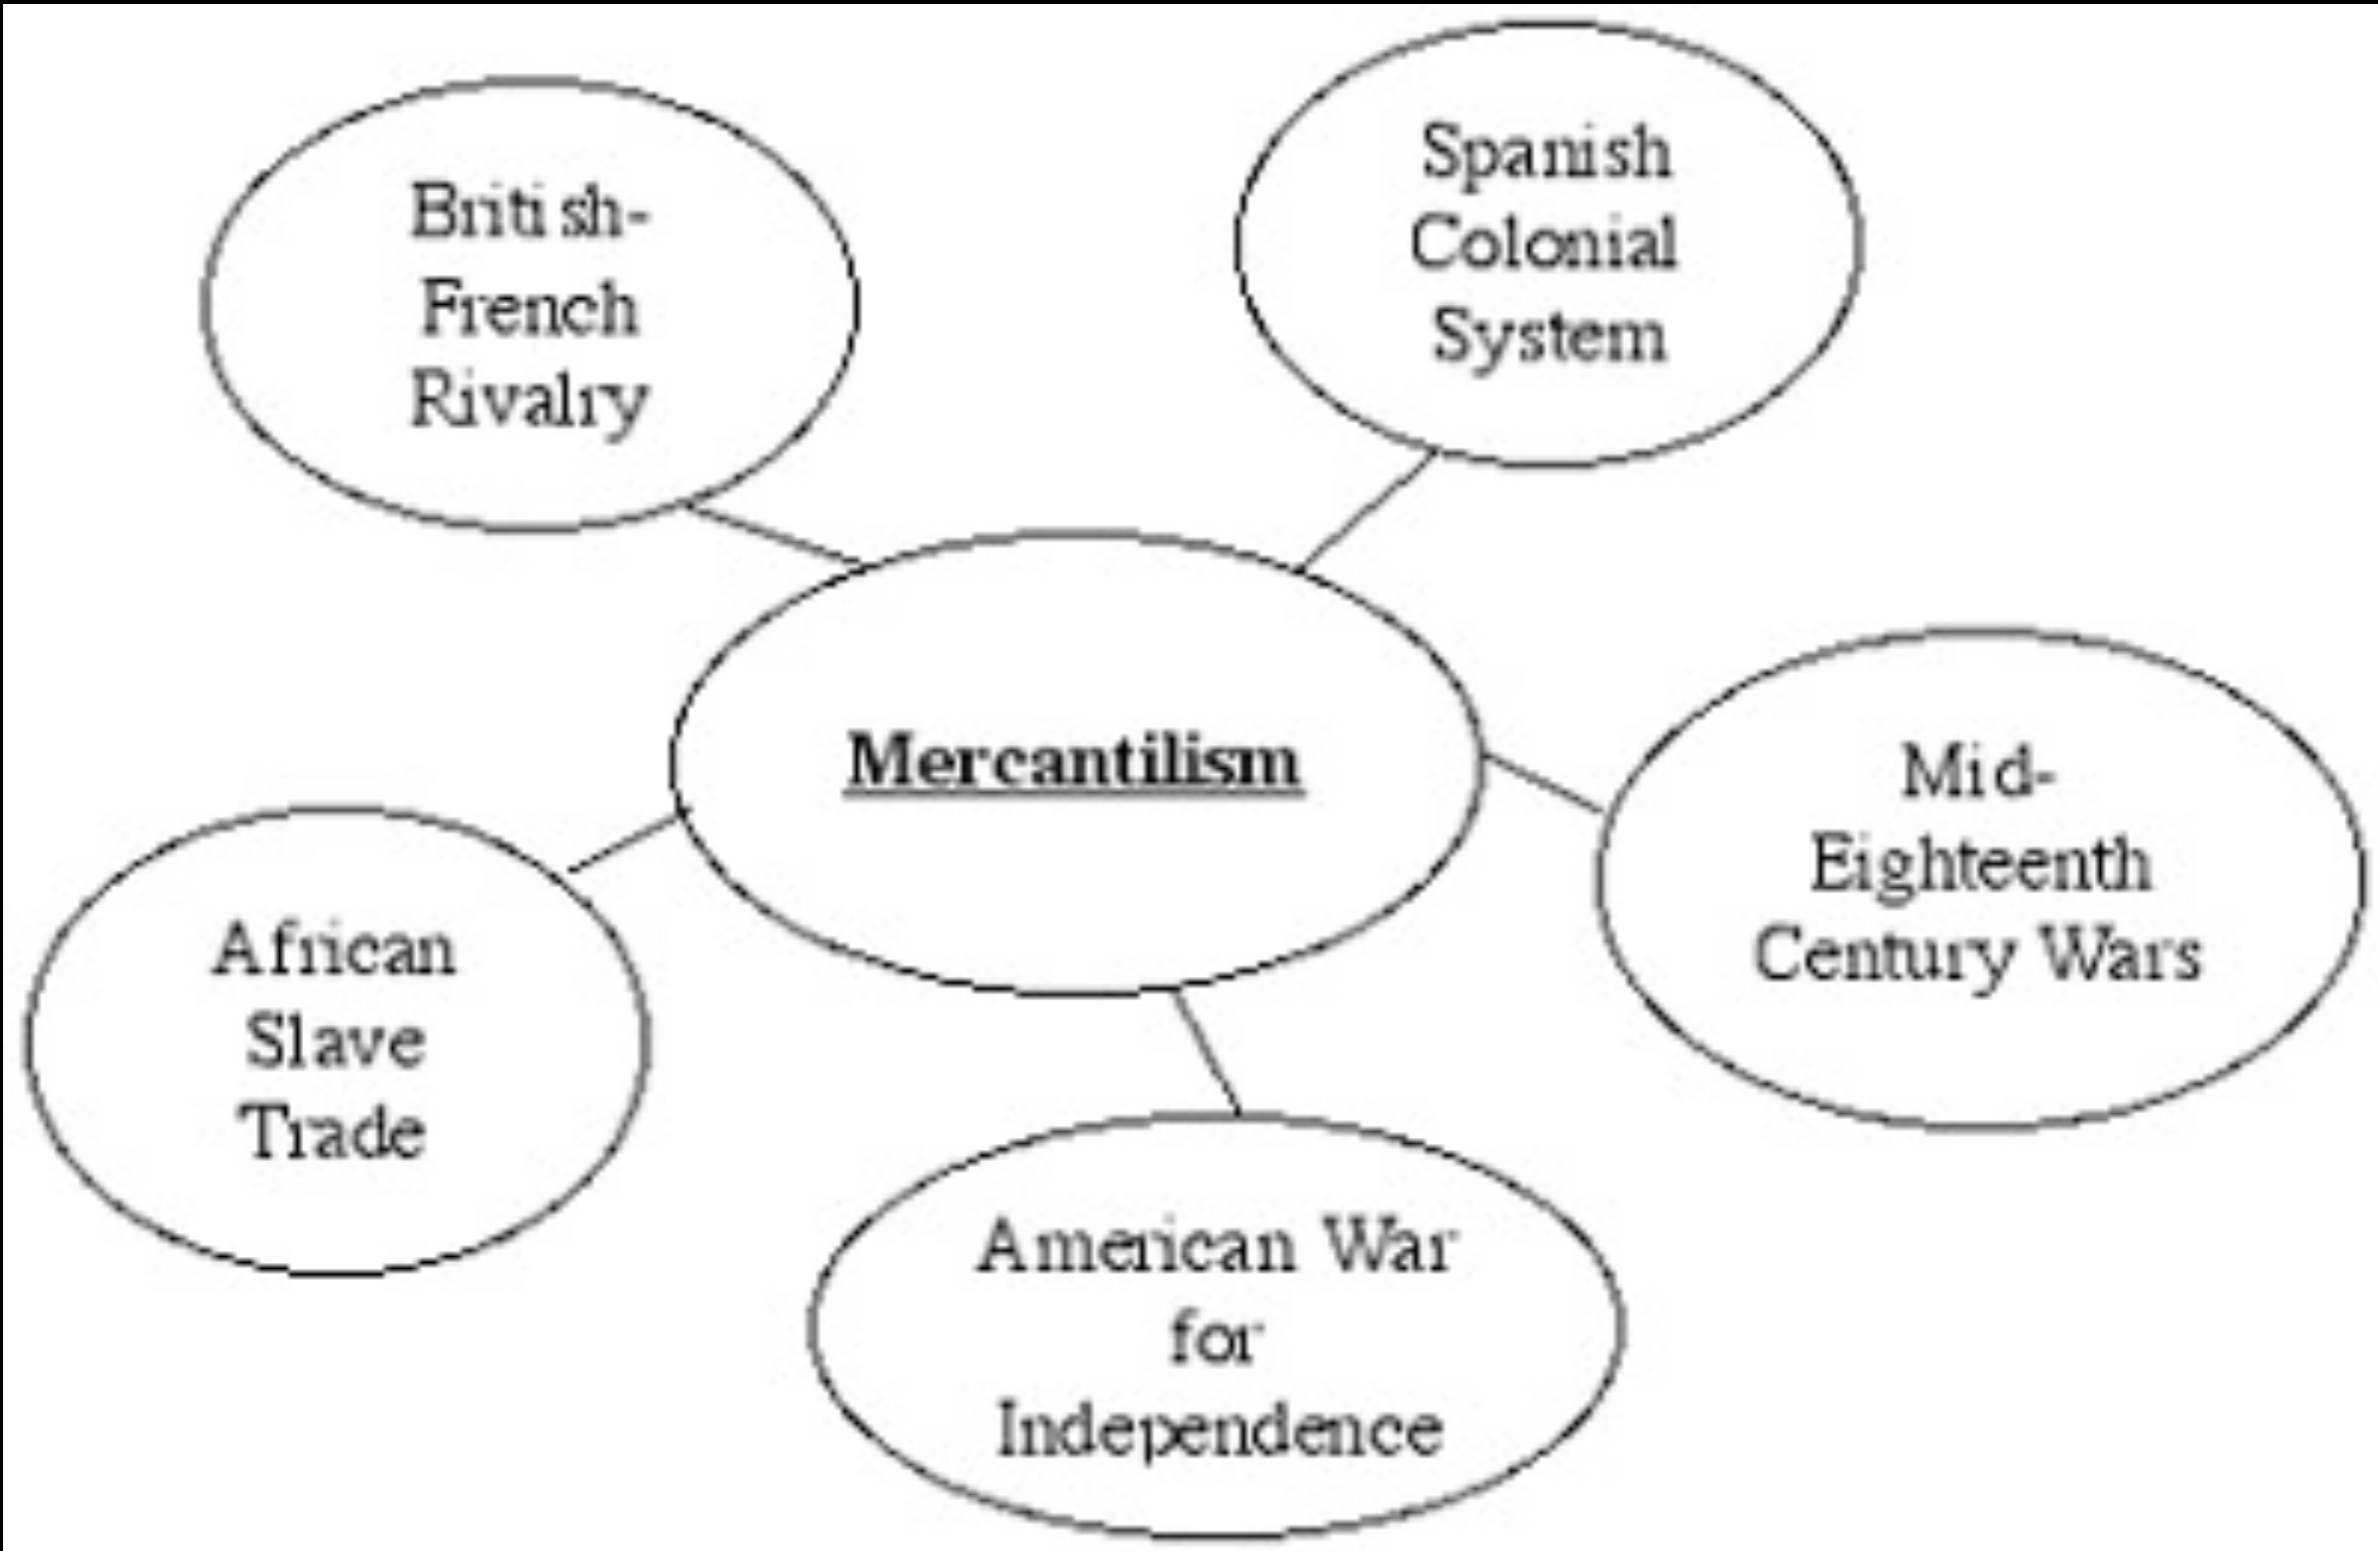 British-
French
Rivalry
Spanish
Colonial
System
Mercantilism
Mid-
Eighteenth
Century Wars
African
Slave
Trade
American War
for
Independence